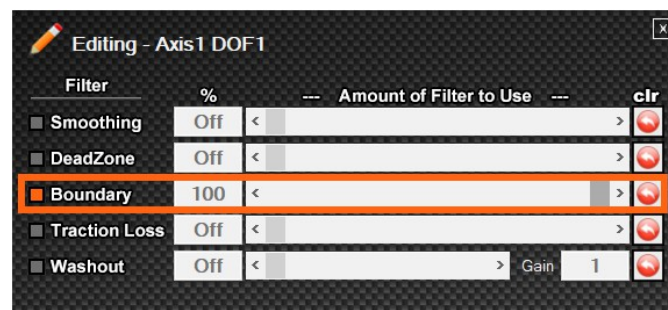 Editing - Axis1 DOF1
x
Filter % --- Amount of Filter to Use --- clr
Smoothing Off < >
DeadZone Off < >
Boundary 100 < >
Traction Loss Off < >
Washout Off < > Gain 1